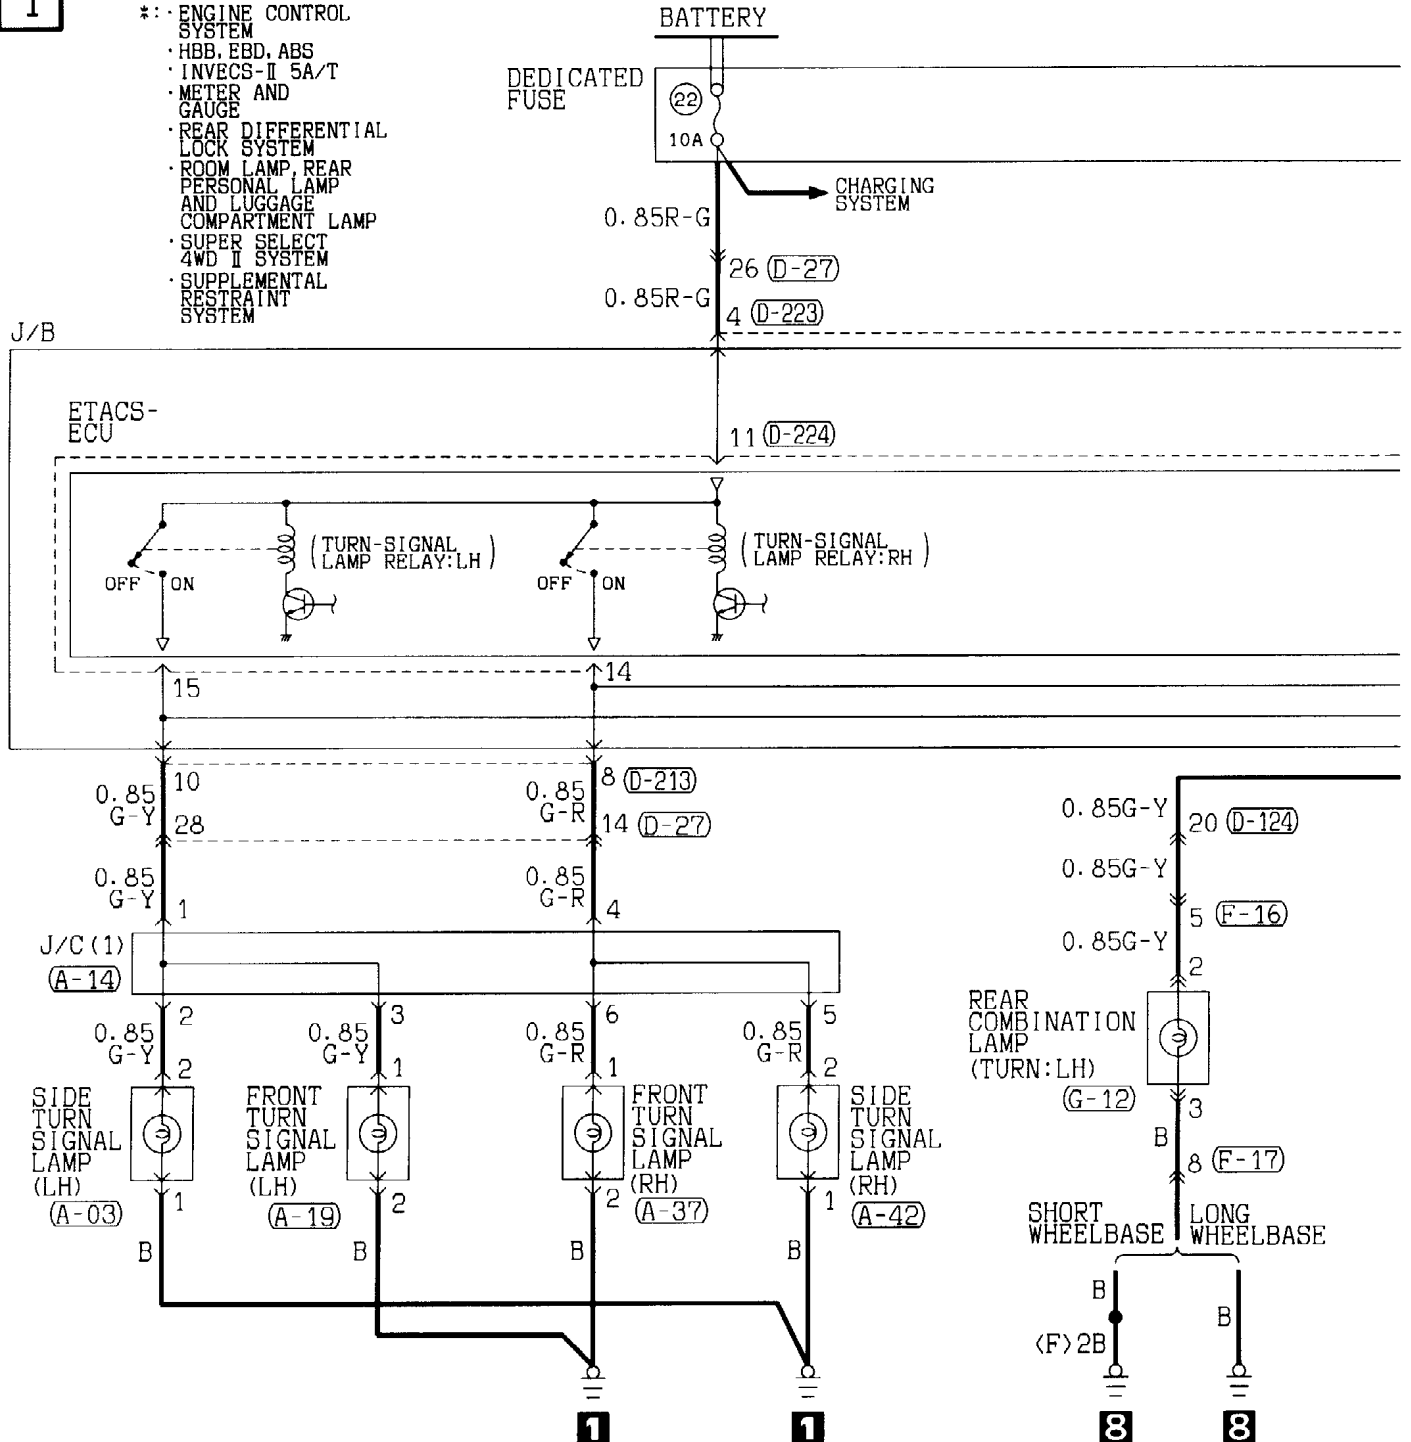 1
*:・ENGINE CONTROL
SYSTEM
・HBB, EBD, ABS
・INVECS-Ⅱ 5A/T
・METER AND
GAUGE
・REAR DIFFERENTIAL
LOCK SYSTEM
・ROOM LAMP, REAR
PERSONAL LAMP
AND LUGGAGE
COMPARTMENT LAMP
・SUPER SELECT
4WD Ⅱ SYSTEM
・SUPPLEMENTAL
RESTRAINT
SYSTEM
BATTERY
DEDICATED
FUSE
22
10A
CHARGING
SYSTEM
0.85R-G
26 (D-27)
0.85R-G
4 (D-223)
J/B
ETACS-
ECU
11 (D-224)
(TURN-SIGNAL
LAMP RELAY:LH)
(TURN-SIGNAL
LAMP RELAY:RH)
OFF ON
OFF ON
15
14
10
8 (D-213)
0.85
G-Y
0.85
G-R
28
14 (D-27)
0.85
G-Y
0.85
G-R
1
4
J/C(1)
(A-14)
2
3
6
5
0.85
G-Y
0.85
G-Y
0.85
G-R
0.85
G-R
2
1
1
2
SIDE
TURN
SIGNAL
LAMP
(LH)
(A-03)
FRONT
TURN
SIGNAL
LAMP
(LH)
(A-19)
FRONT
TURN
SIGNAL
LAMP
(RH)
(A-37)
SIDE
TURN
SIGNAL
LAMP
(RH)
(A-42)
1
2
2
1
B
B
B
B
1
1
0.85G-Y
20 (D-124)
0.85G-Y
5 (F-16)
0.85G-Y
2
REAR
COMBINATION
LAMP
(TURN:LH)
(G-12)
3
B
8 (F-17)
SHORT
WHEELBASE
LONG
WHEELBASE
B
B
〈F〉2B
8
8